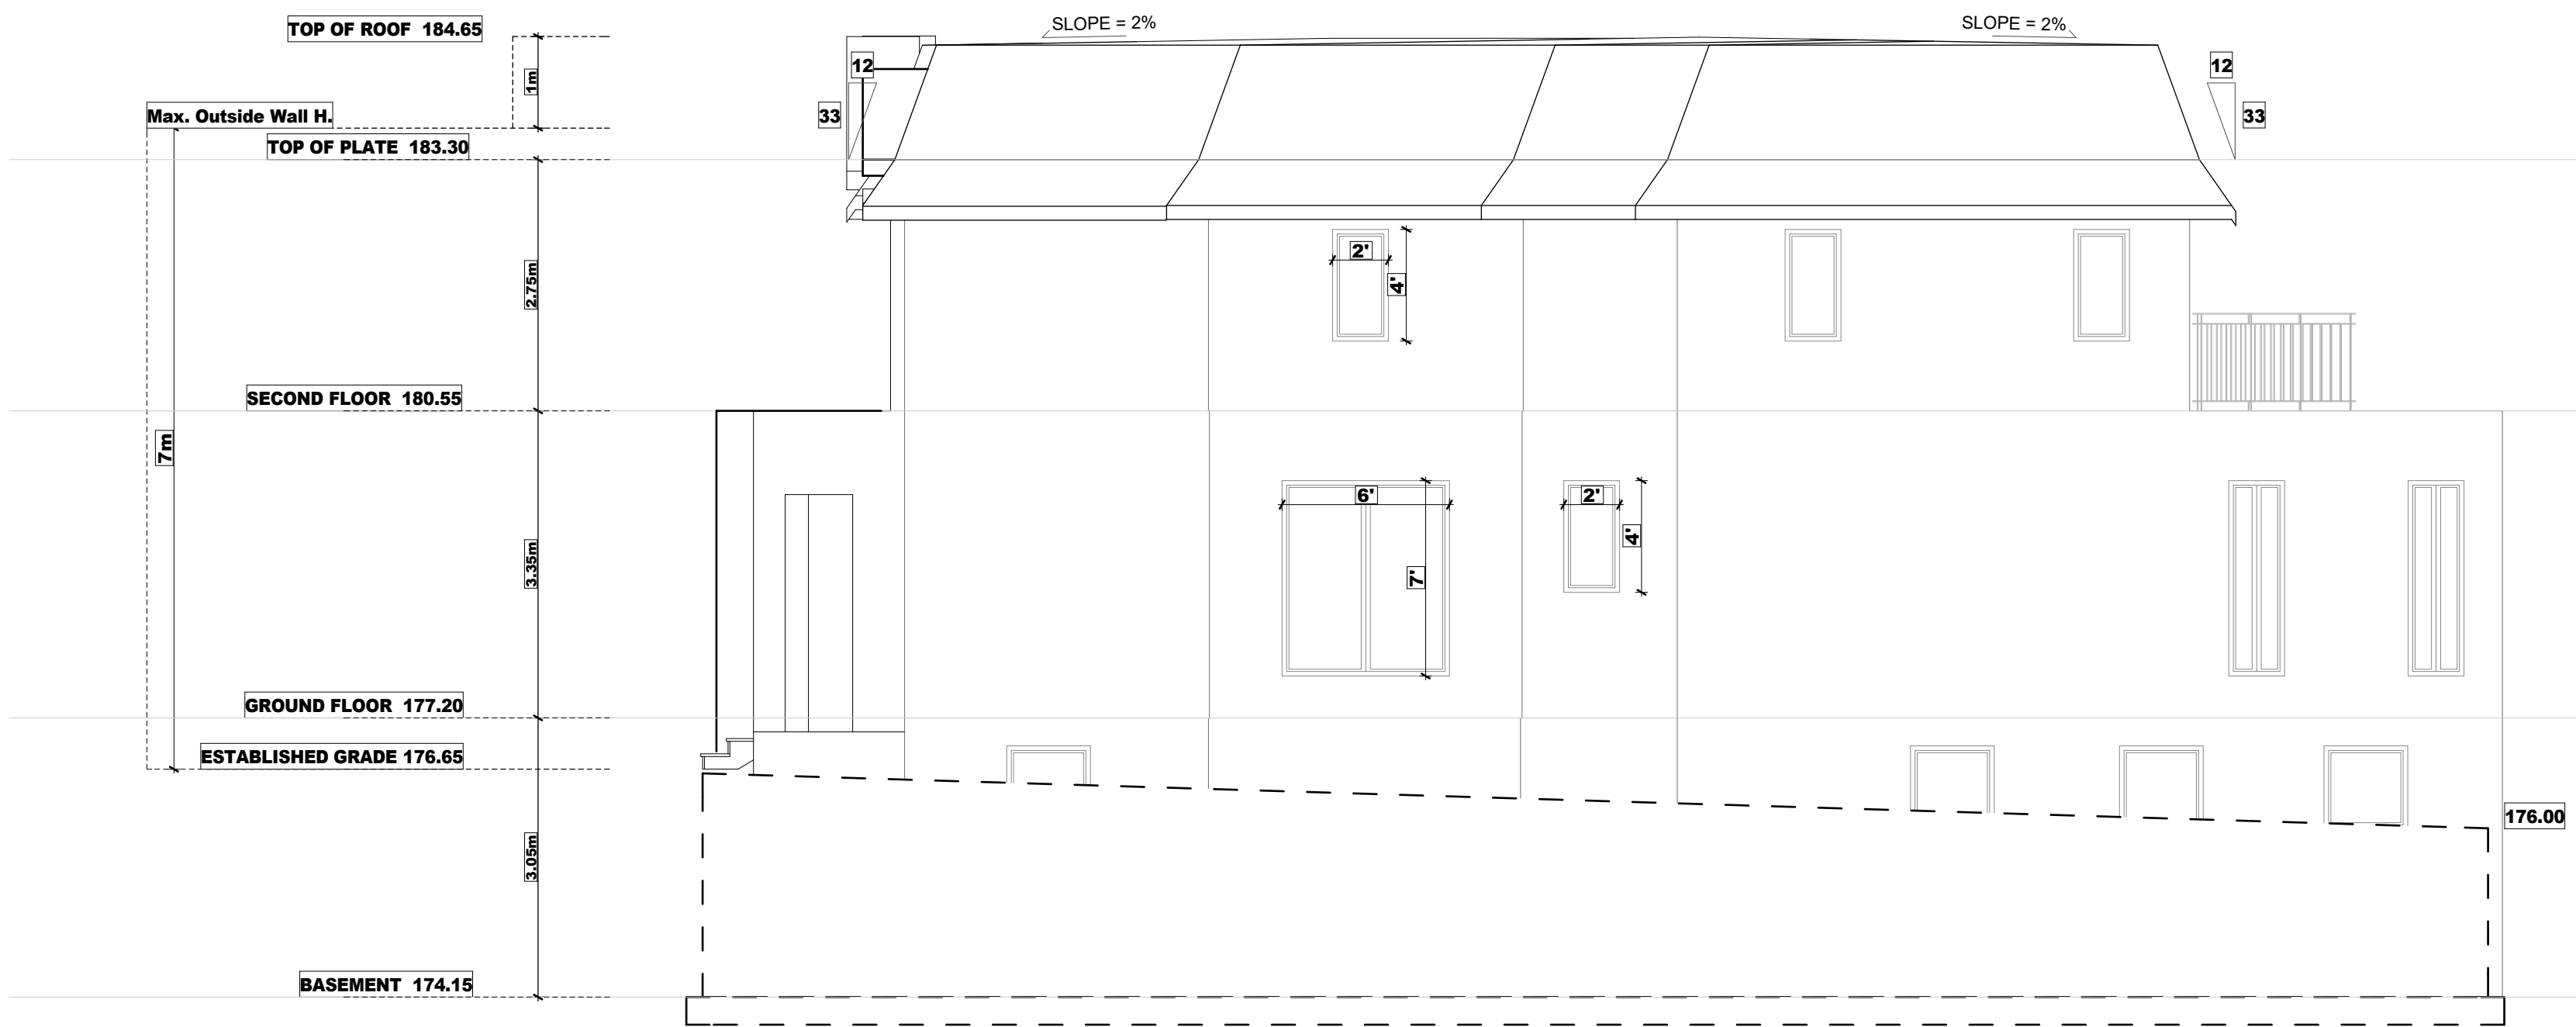 SLOPE = 2%
SLOPE = 2%
TOP OF ROOF 184.65
12
12
1m
33
33
Max. Outside Wall H.
TOP OF PLATE 183.30
2'
4'
2.75m
SECOND FLOOR 180.55
7m
6'
2'
4'
3.35m
7'
GROUND FLOOR 177.20
ESTABLISHED GRADE 176.65
176.00
3.05m
BASEMENT 174.15